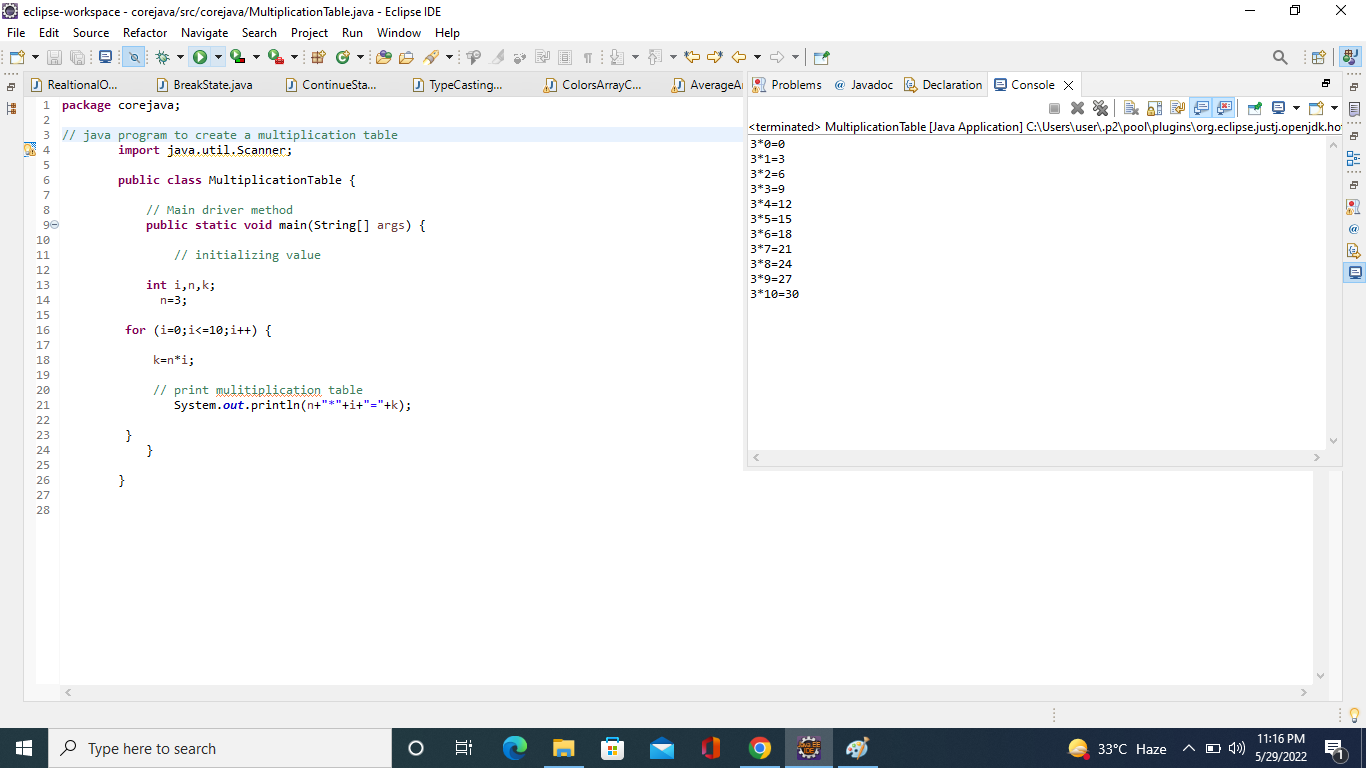 eclipse-workspace - corejava/src/corejava/MultiplicationTable.java - Eclipse IDE
File Edit Source Refactor Navigate Search Project Run Window Help
RealtionalO... BreakState.java ContinueSta... TypeCasting... ColorsArrayC... AverageAr
Problems @ Javadoc Declaration Console
<terminated> MultiplicationTable [Java Application] C:\Users\user\.p2\pool\plugins\org.eclipse.justj.openjdk.ho
1 package corejava;
2
3 // java program to create a multiplication table
4 import java.util.Scanner;
5
6 public class MultiplicationTable {
7
8 // Main driver method
9 public static void main(String[] args) {
10
11 // initializing value
12
13 int i,n,k;
14 n=3;
15
16 for (i=0;i<=10;i++) {
17
18 k=n*i;
19
20 // print mulitiplication table
21 System.out.println(n+"*"+i+"="+k);
22
23 }
24 }
25
26 }
27
28
3*0=0
3*1=3
3*2=6
3*3=9
3*4=12
3*5=15
3*6=18
3*7=21
3*8=24
3*9=27
3*10=30
Type here to search
Java EE
IDE
33°C Haze
11:16 PM
5/29/2022
1